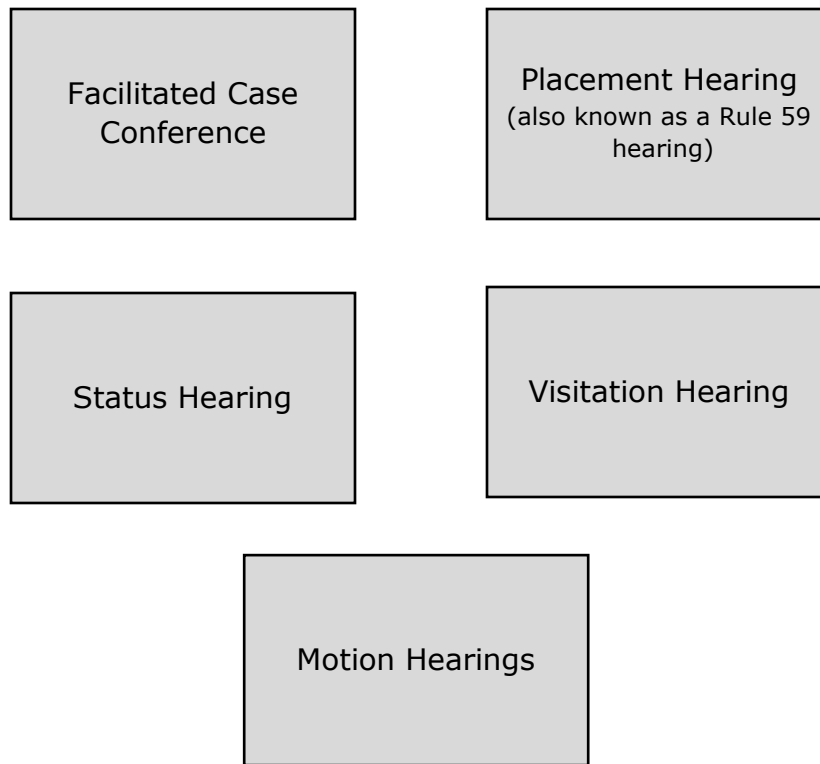 Facilitated Case
Conference
Placement Hearing
(also known as a Rule 59
hearing)
Status Hearing
Visitation Hearing
Motion Hearings